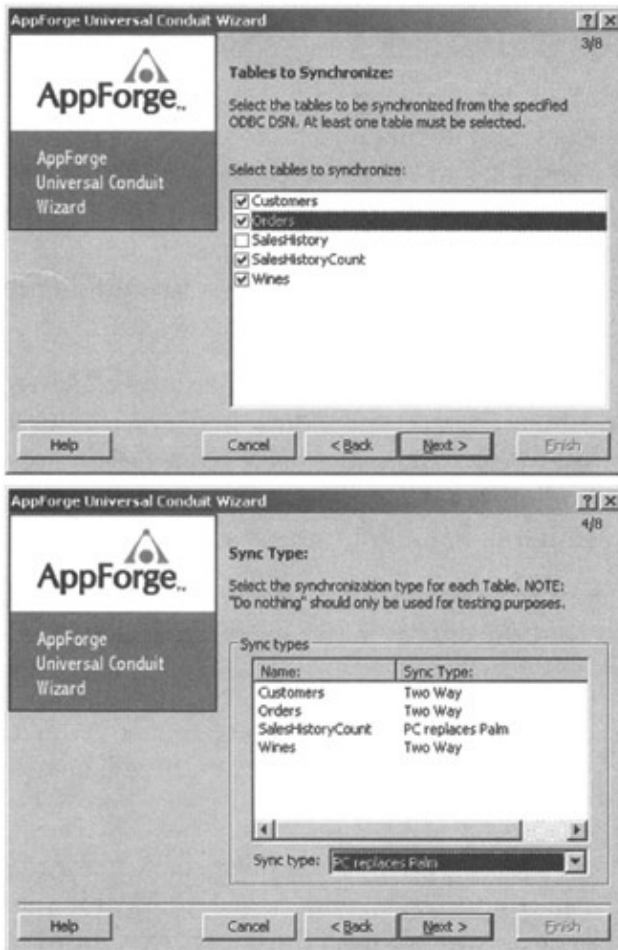 AppForge Universal Conduit Wizard
3/8
AppForge™
AppForge
Universal Conduit
Wizard
Tables to Synchronize:
Select the tables to be synchronized from the specified
ODBC DSN. At least one table must be selected.
Select tables to synchronize:
Customers
Orders
SalesHistory
SalesHistoryCount
Wines
Help
Cancel
< Back
Next >
Finish
AppForge Universal Conduit Wizard
4/8
AppForge™
AppForge
Universal Conduit
Wizard
Sync Type:
Select the synchronization type for each Table. NOTE:
"Do nothing" should only be used for testing purposes.
Sync types
Name: Sync Type:
Customers Two Way
Orders Two Way
SalesHistoryCount PC replaces Palm
Wines Two Way
Sync type: PC replaces Palm
Help
Cancel
< Back
Next >
Finish